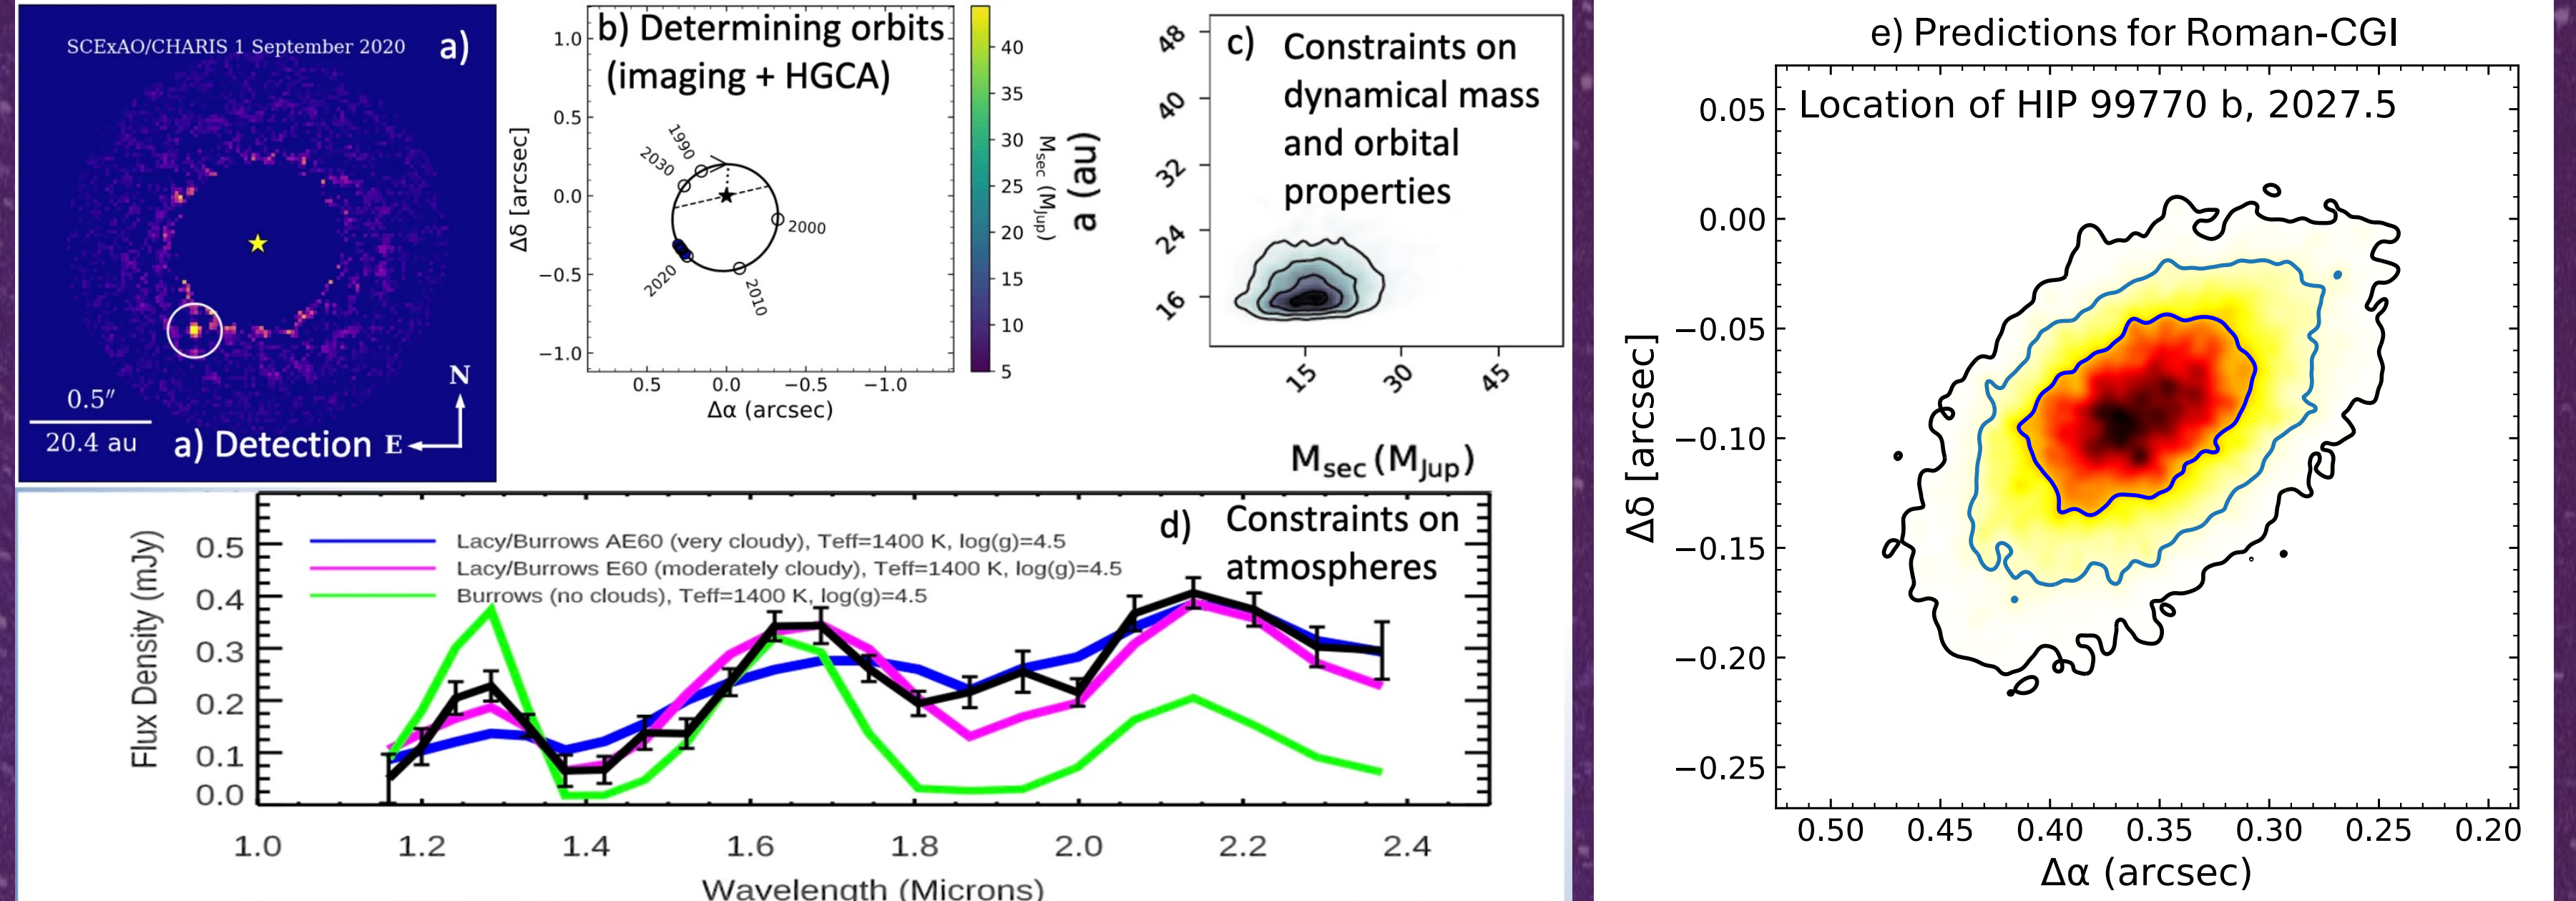 SCExAO/CHARIS 1 September 2020
a)
0.5″
20.4 au
a) Detection
N
E
b) Determining orbits
(imaging + HGCA)
1.0
0.5
0.0
−0.5
−1.0
Δδ [arcsec]
1990
2030
2000
2020
2010
0.5
0.0
−0.5
−1.0
Δα (arcsec)
40
35
30
25
20
15
10
5
Msec (MJup)
c) Constraints on
dynamical mass
and orbital
properties
a (au)
48
40
32
24
16
15
30
45
Msec (MJup)
d) Constraints on
atmospheres
Lacy/Burrows AE60 (very cloudy), Teff=1400 K, log(g)=4.5
Lacy/Burrows E60 (moderately cloudy), Teff=1400 K, log(g)=4.5
Burrows (no clouds), Teff=1400 K, log(g)=4.5
Flux Density (mJy)
0.5
0.4
0.3
0.2
0.1
0.0
1.0
1.2
1.4
1.6
1.8
2.0
2.2
2.4
Wavelength (Microns)
e) Predictions for Roman-CGI
Location of HIP 99770 b, 2027.5
Δδ [arcsec]
0.05
0.00
−0.05
−0.10
−0.15
−0.20
−0.25
0.50
0.45
0.40
0.35
0.30
0.25
0.20
Δα (arcsec)